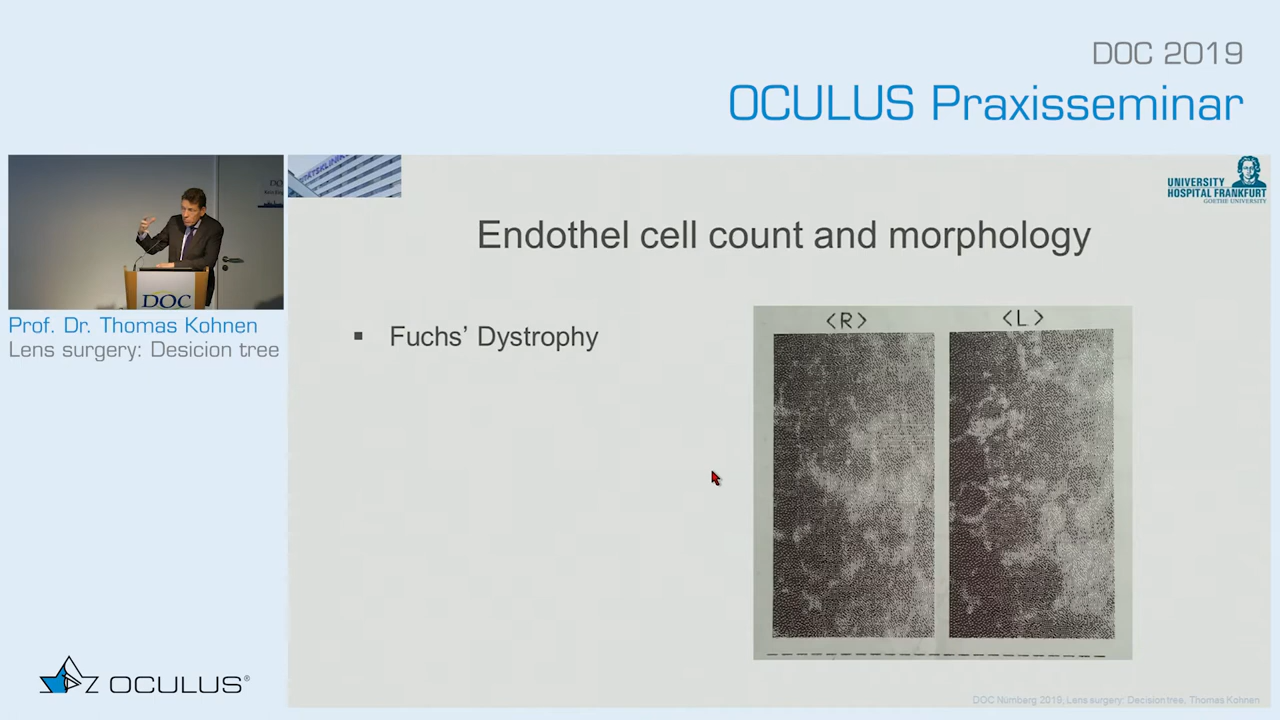 DOC 2019
OCULUS Praxisseminar
UNIVERSITY
HOSPITAL FRANKFURT
GOETHE UNIVERSITY
Endothel cell count and morphology
▪ Fuchs’ Dystrophy
<R>
<L>
DOC
Prof. Dr. Thomas Kohnen
Lens surgery: Desicion tree
OCULUS®
DOC Nürnberg 2019, Lens surgery: Decision tree, Thomas Kohnen